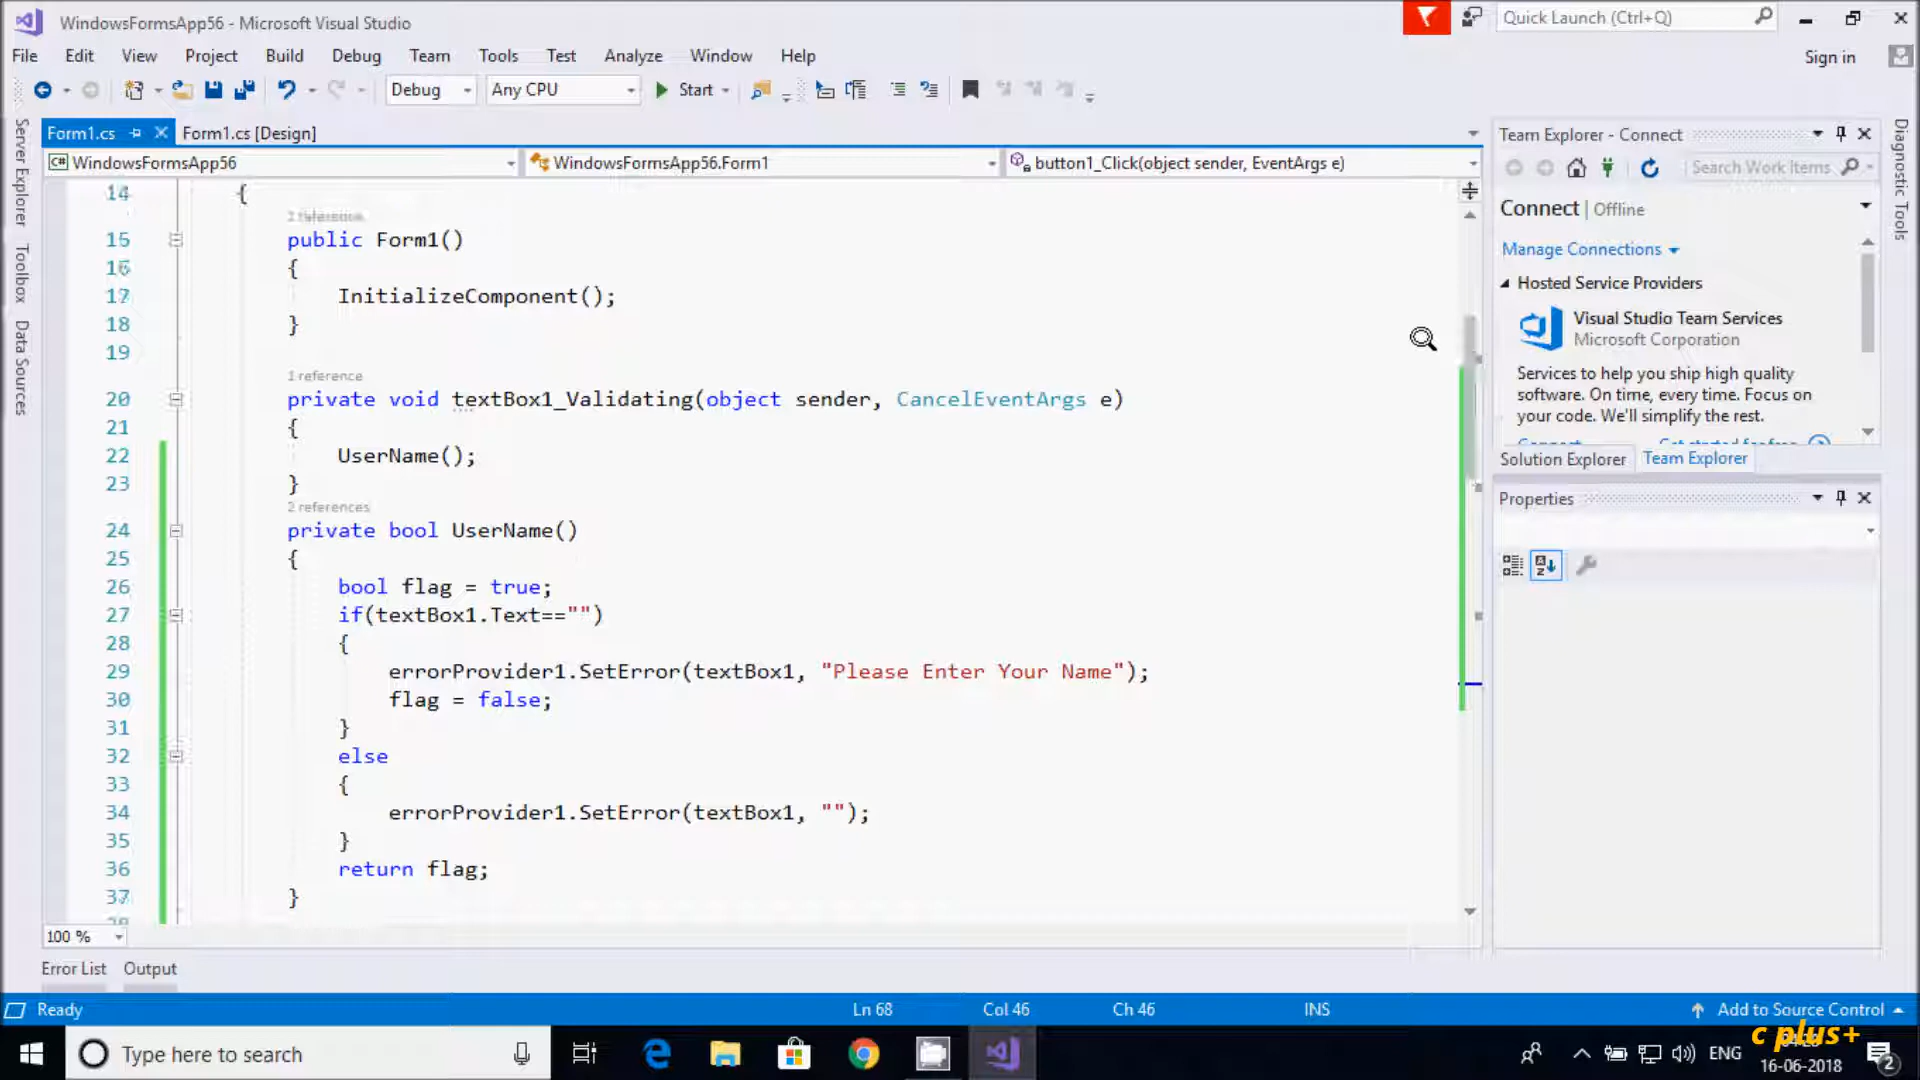 WindowsFormsApp56 - Microsoft Visual Studio
Quick Launch (Ctrl+Q)
File Edit View Project Build Debug Team Tools Test Analyze Window Help
Sign in
Debug Any CPU Start
Form1.cs Form1.cs [Design]
WindowsFormsApp56 WindowsFormsApp56.Form1 button1_Click(object sender, EventArgs e)
Server Explorer
Toolbox
Data Sources
14 {
reference
15 public Form1()
16 {
17 InitializeComponent();
18 }
19
1 reference
20 private void textBox1_Validating(object sender, CancelEventArgs e)
21 {
22 UserName();
23 }
2 references
24 private bool UserName()
25 {
26 bool flag = true;
27 if(textBox1.Text=="")
28 {
29 errorProvider1.SetError(textBox1, "Please Enter Your Name");
30 flag = false;
31 }
32 else
33 {
34 errorProvider1.SetError(textBox1, "");
35 }
36 return flag;
37 }
100 %
Error List Output
Team Explorer - Connect
Search Work Items
Connect | Offline
Manage Connections
Hosted Service Providers
Visual Studio Team Services
Microsoft Corporation
Services to help you ship high quality
software. On time, every time. Focus on
your code. We'll simplify the rest.
Solution Explorer Team Explorer
Properties
Diagnostic Tools
Ready Ln 68 Col 46 Ch 46 INS Add to Source Control
c plus+
Type here to search
ENG
16-06-2018
2